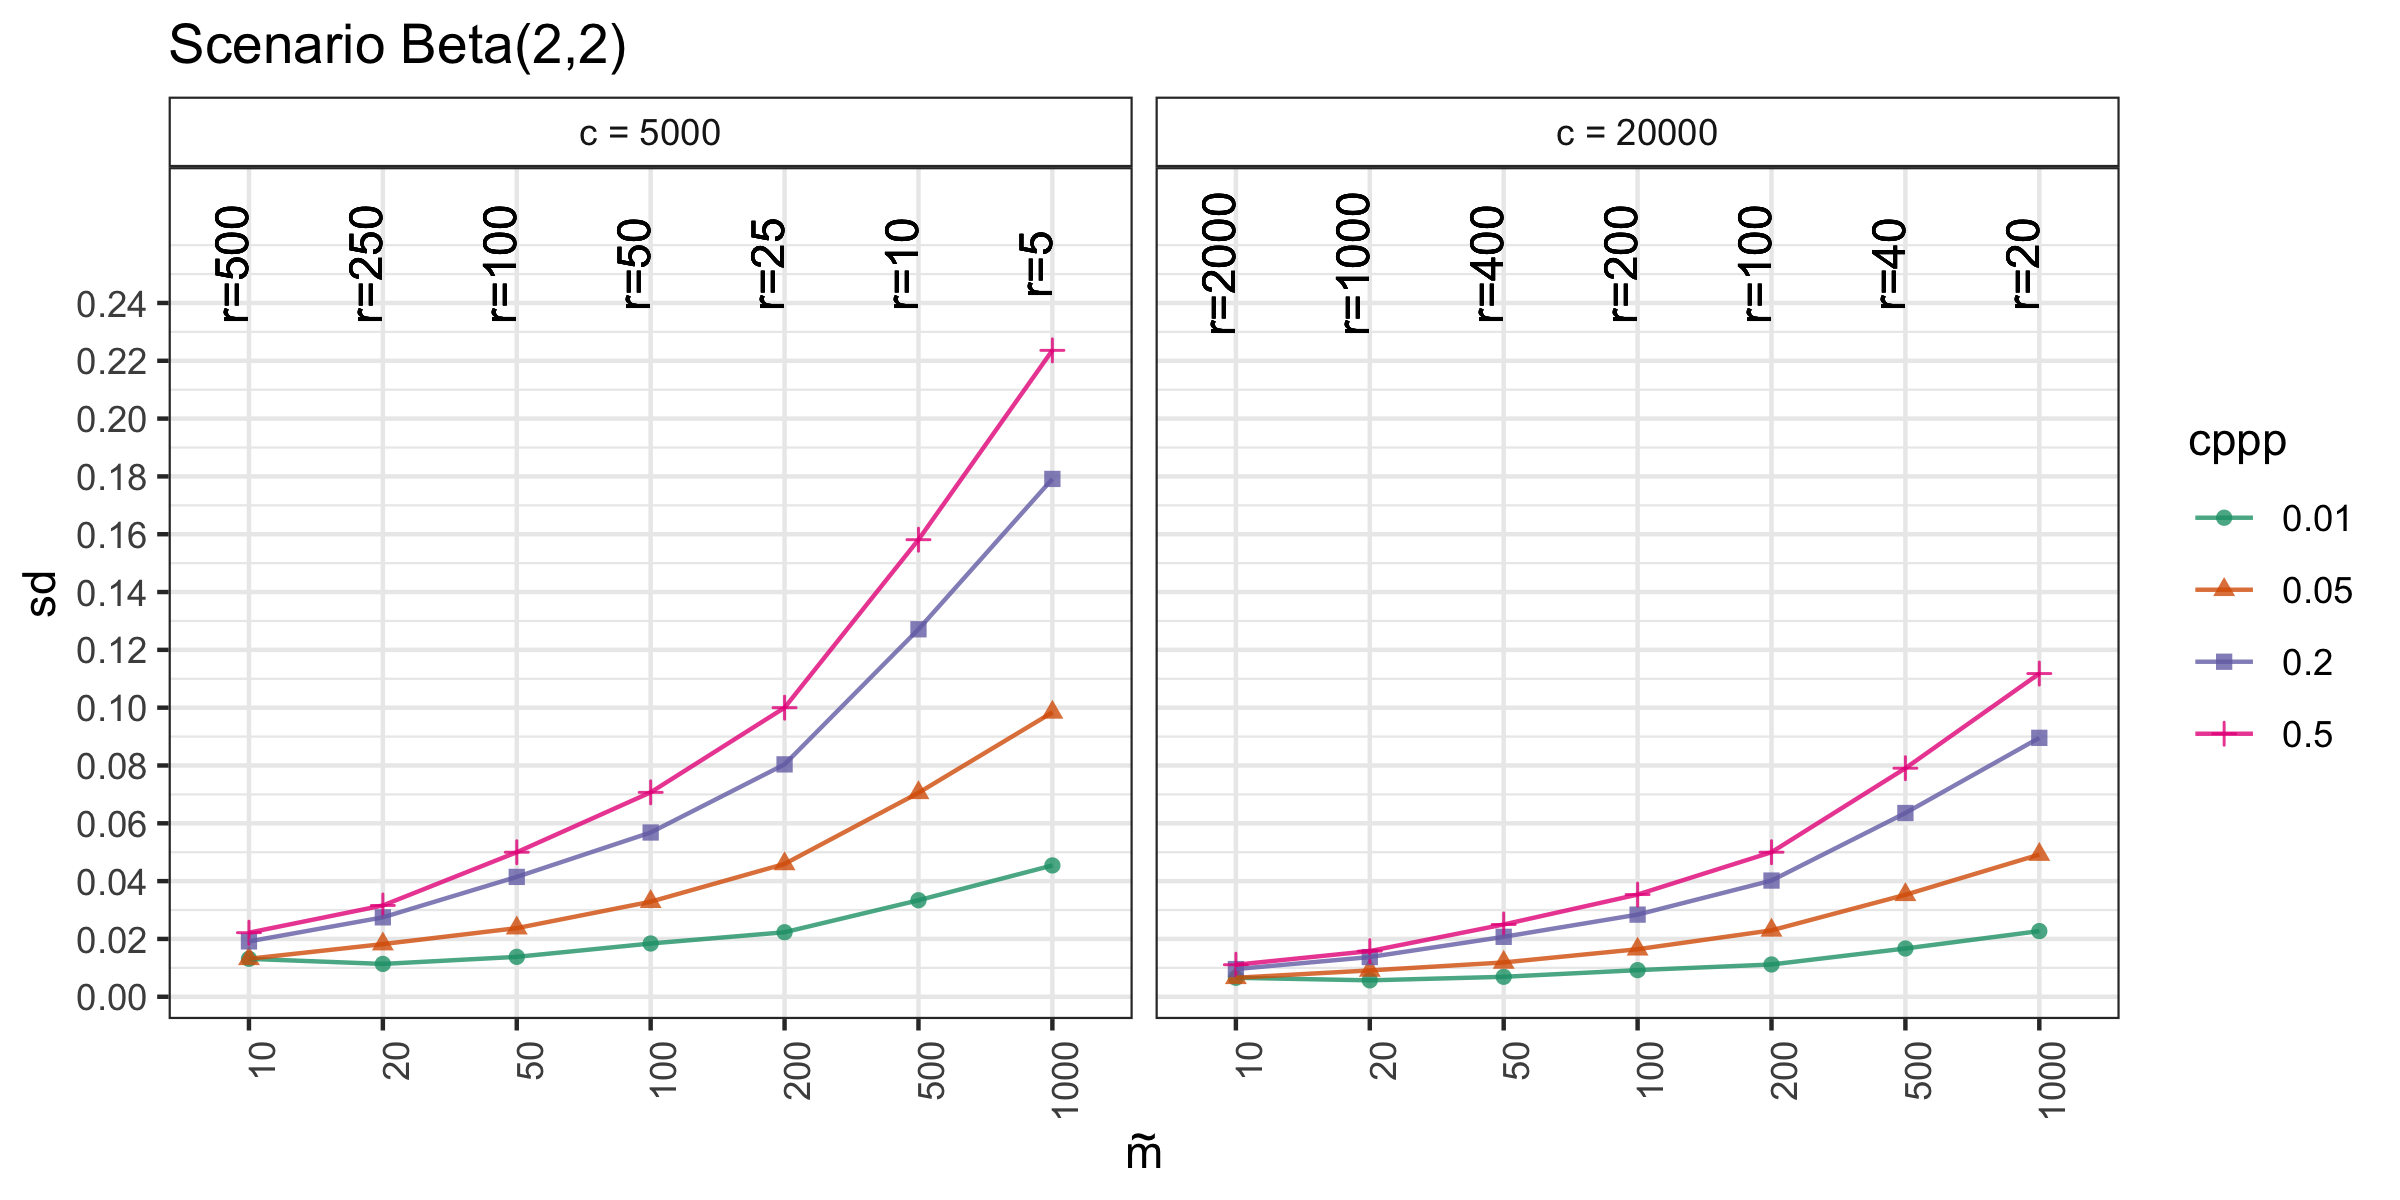 Scenario Beta(2,2)
c = 5000
c = 20000
r=500 r=250 r=100 r=50 r=25 r=10 r=5
r=2000 r=1000 r=400 r=200 r=100 r=40 r=20
0.24
0.22
0.20
0.18
0.16
0.14
0.12
0.10
0.08
0.06
0.04
0.02
0.00
sd
10 20 50 100 200 500 1000
10 20 50 100 200 500 1000
m̃
cppp
0.01
0.05
0.2
0.5